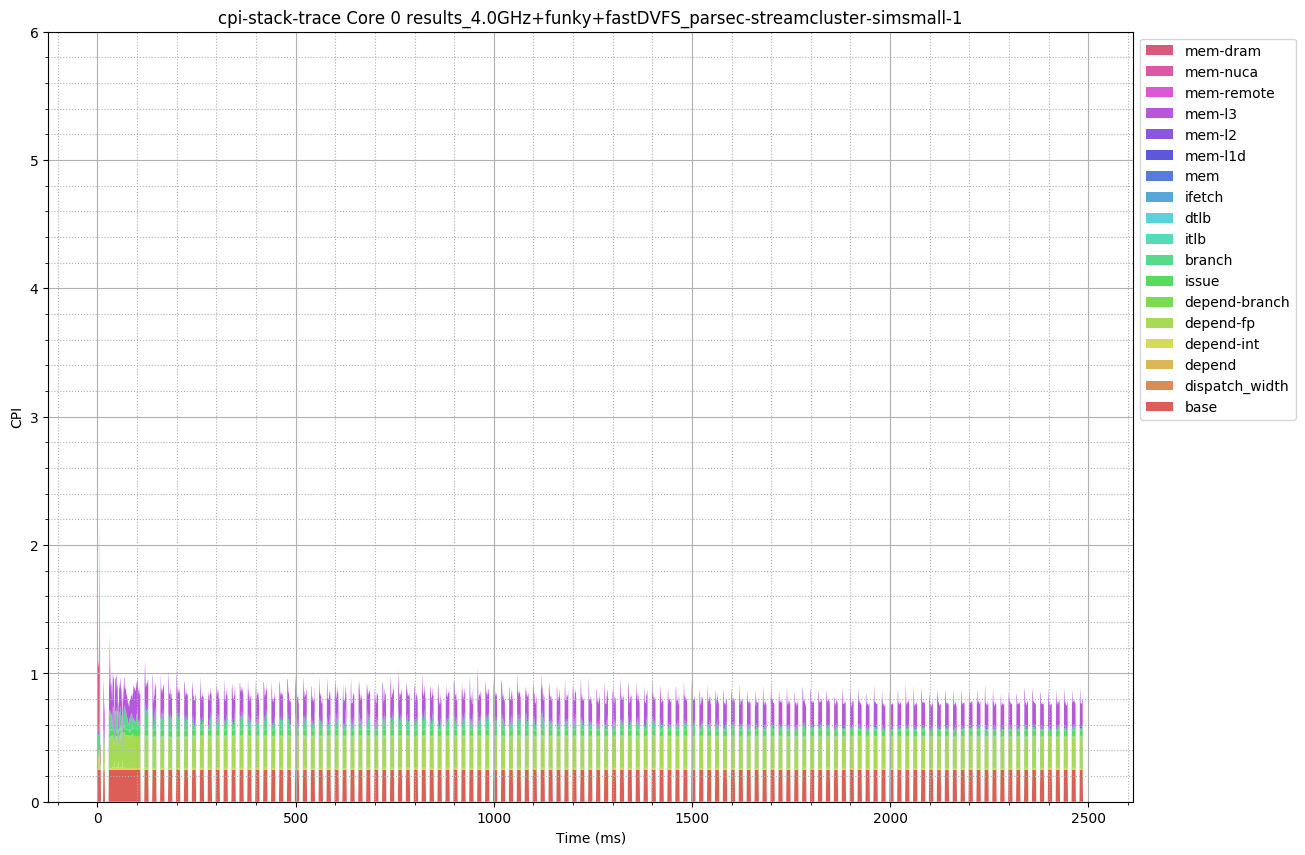 cpi-stack-trace Core 0 results_4.0GHz+funky+fastDVFS_parsec-streamcluster-simsmall-1
6
5
4
3
2
1
0
CPI
0
500
1000
1500
2000
2500
Time (ms)
mem-dram
mem-nuca
mem-remote
mem-l3
mem-l2
mem-l1d
mem
ifetch
dtlb
itlb
branch
issue
depend-branch
depend-fp
depend-int
depend
dispatch_width
base